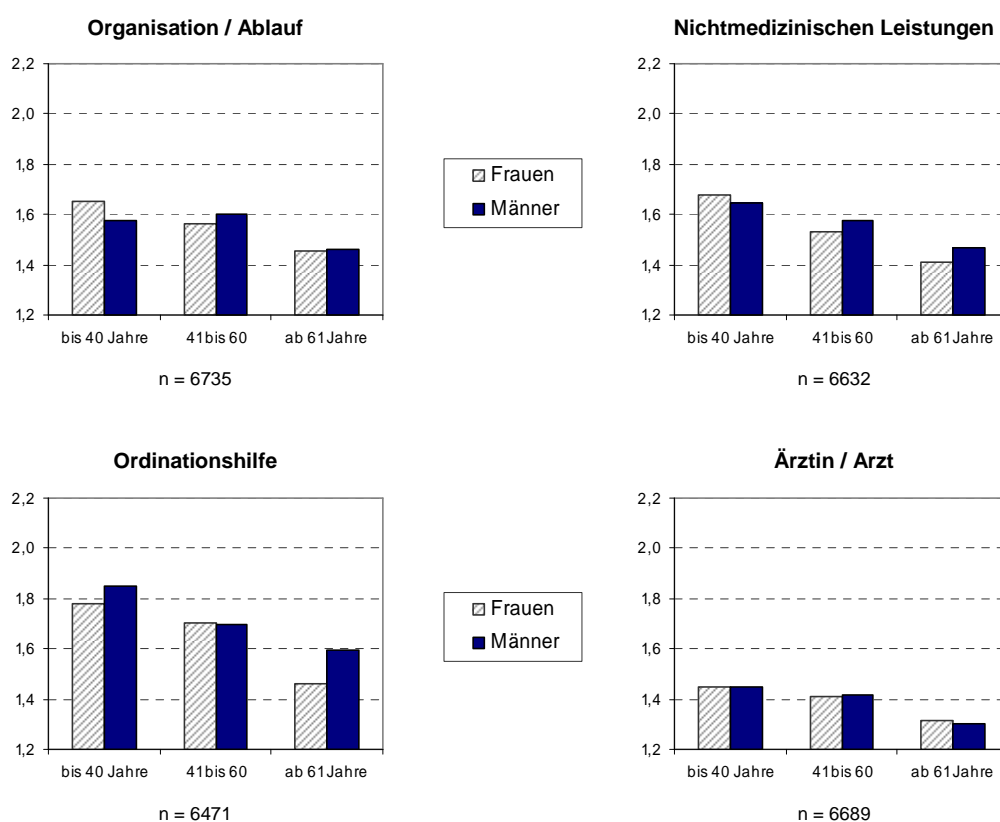 Organisation / Ablauf
2,2
2,0
1,8
1,6
1,4
1,2
bis 40 Jahre 41bis 60 ab 61Jahre
n = 6735
Frauen
Männer
Nichtmedizinischen Leistungen
2,2
2,0
1,8
1,6
1,4
1,2
bis 40 Jahre 41bis 60 ab 61Jahre
n = 6632
Ordinationshilfe
2,2
2,0
1,8
1,6
1,4
1,2
bis 40 Jahre 41bis 60 ab 61Jahre
n = 6471
Frauen
Männer
Ärztin / Arzt
2,2
2,0
1,8
1,6
1,4
1,2
bis 40 Jahre 41bis 60 ab 61Jahre
n = 6689